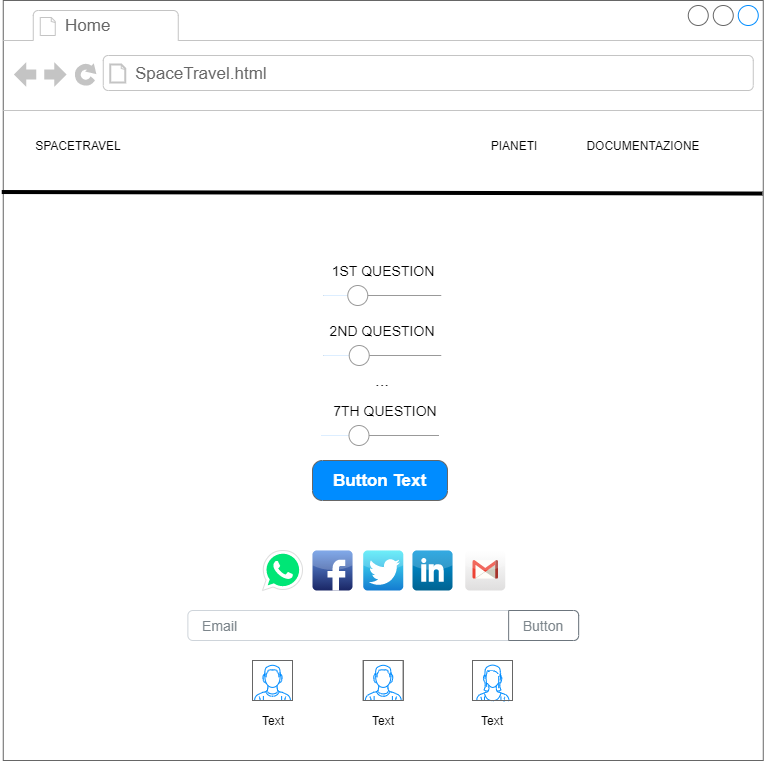 Home
SpaceTravel.html
SPACETRAVEL PIANETI DOCUMENTAZIONE
1ST QUESTION
2ND QUESTION
...
7TH QUESTION
Button Text
f in M
Email Button
Text Text Text